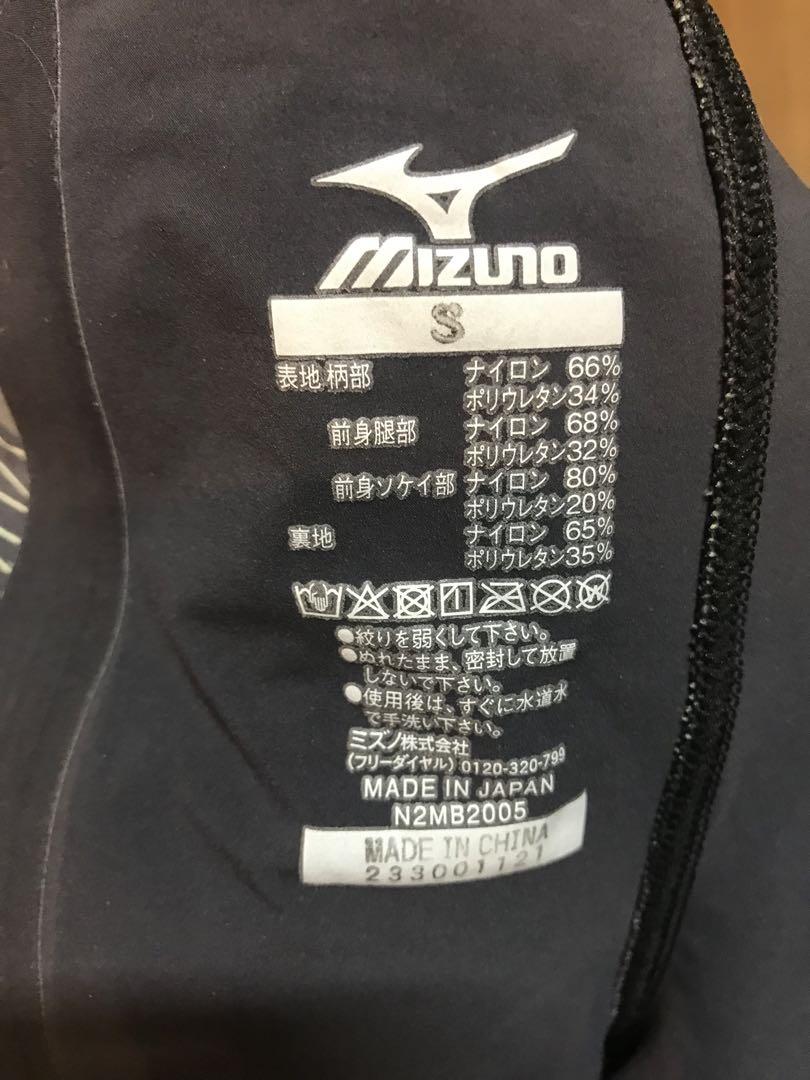 MIZUNO
S
表地 柄部 ナイロン 66%
ポリウレタン34%
前身腿部 ナイロン 68%
ポリウレタン32%
前身ソケイ部 ナイロン 80%
ポリウレタン20%
裏地 ナイロン 65%
ポリウレタン35%
●絞りを弱くして下さい。
●ぬれたまま、密封して放置
しないで下さい。
●使用後は、すぐに水道水
で手洗い下さい。
ミズノ株式会社
(フリーダイヤル) 0120-320-799
MADE IN JAPAN
N2MB2005
MADE IN CHINA
233001121